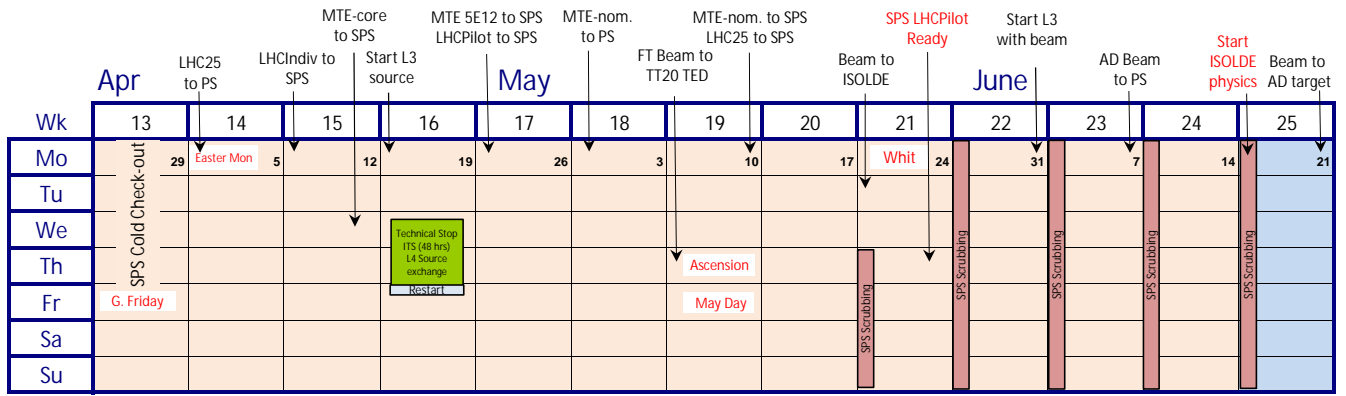 MTE-core
to SPS
MTE 5E12 to SPS
LHCPilot to SPS
MTE-nom.
to PS
MTE-nom. to SPS
LHC25 to SPS
SPS LHCPilot
Ready
Start L3
with beam
Start
ISOLDE
physics
LHC25
to PS
LHCIndiv to
SPS
Start L3
source
FT Beam to
TT20 TED
Beam to
ISOLDE
AD Beam
to PS
Beam to
AD target
Apr May June
Wk 13 14 15 16 17 18 19 20 21 22 23 24 25
Mo 29 Easter Mon 5 12 19 26 3 10 17 Whit 24 31 7 14 21
Tu
We
Th Ascension
Fr G. Friday May Day
Sa
Su
SPS Cold Check-out
Technical Stop
ITS (48 hrs)
L4 Source
exchange
Restart
SPS Scrubbing
SPS Scrubbing
SPS Scrubbing
SPS Scrubbing
SPS Scrubbing